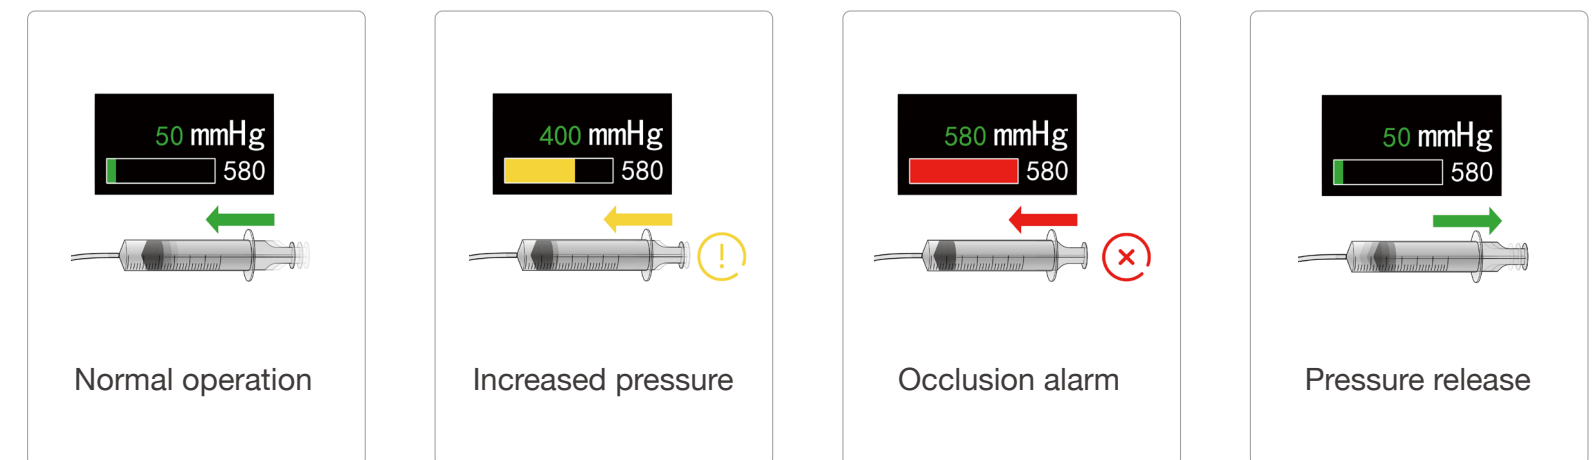 50 mmHg
580
Normal operation
400 mmHg
580
Increased pressure
580 mmHg
580
Occlusion alarm
50 mmHg
580
Pressure release